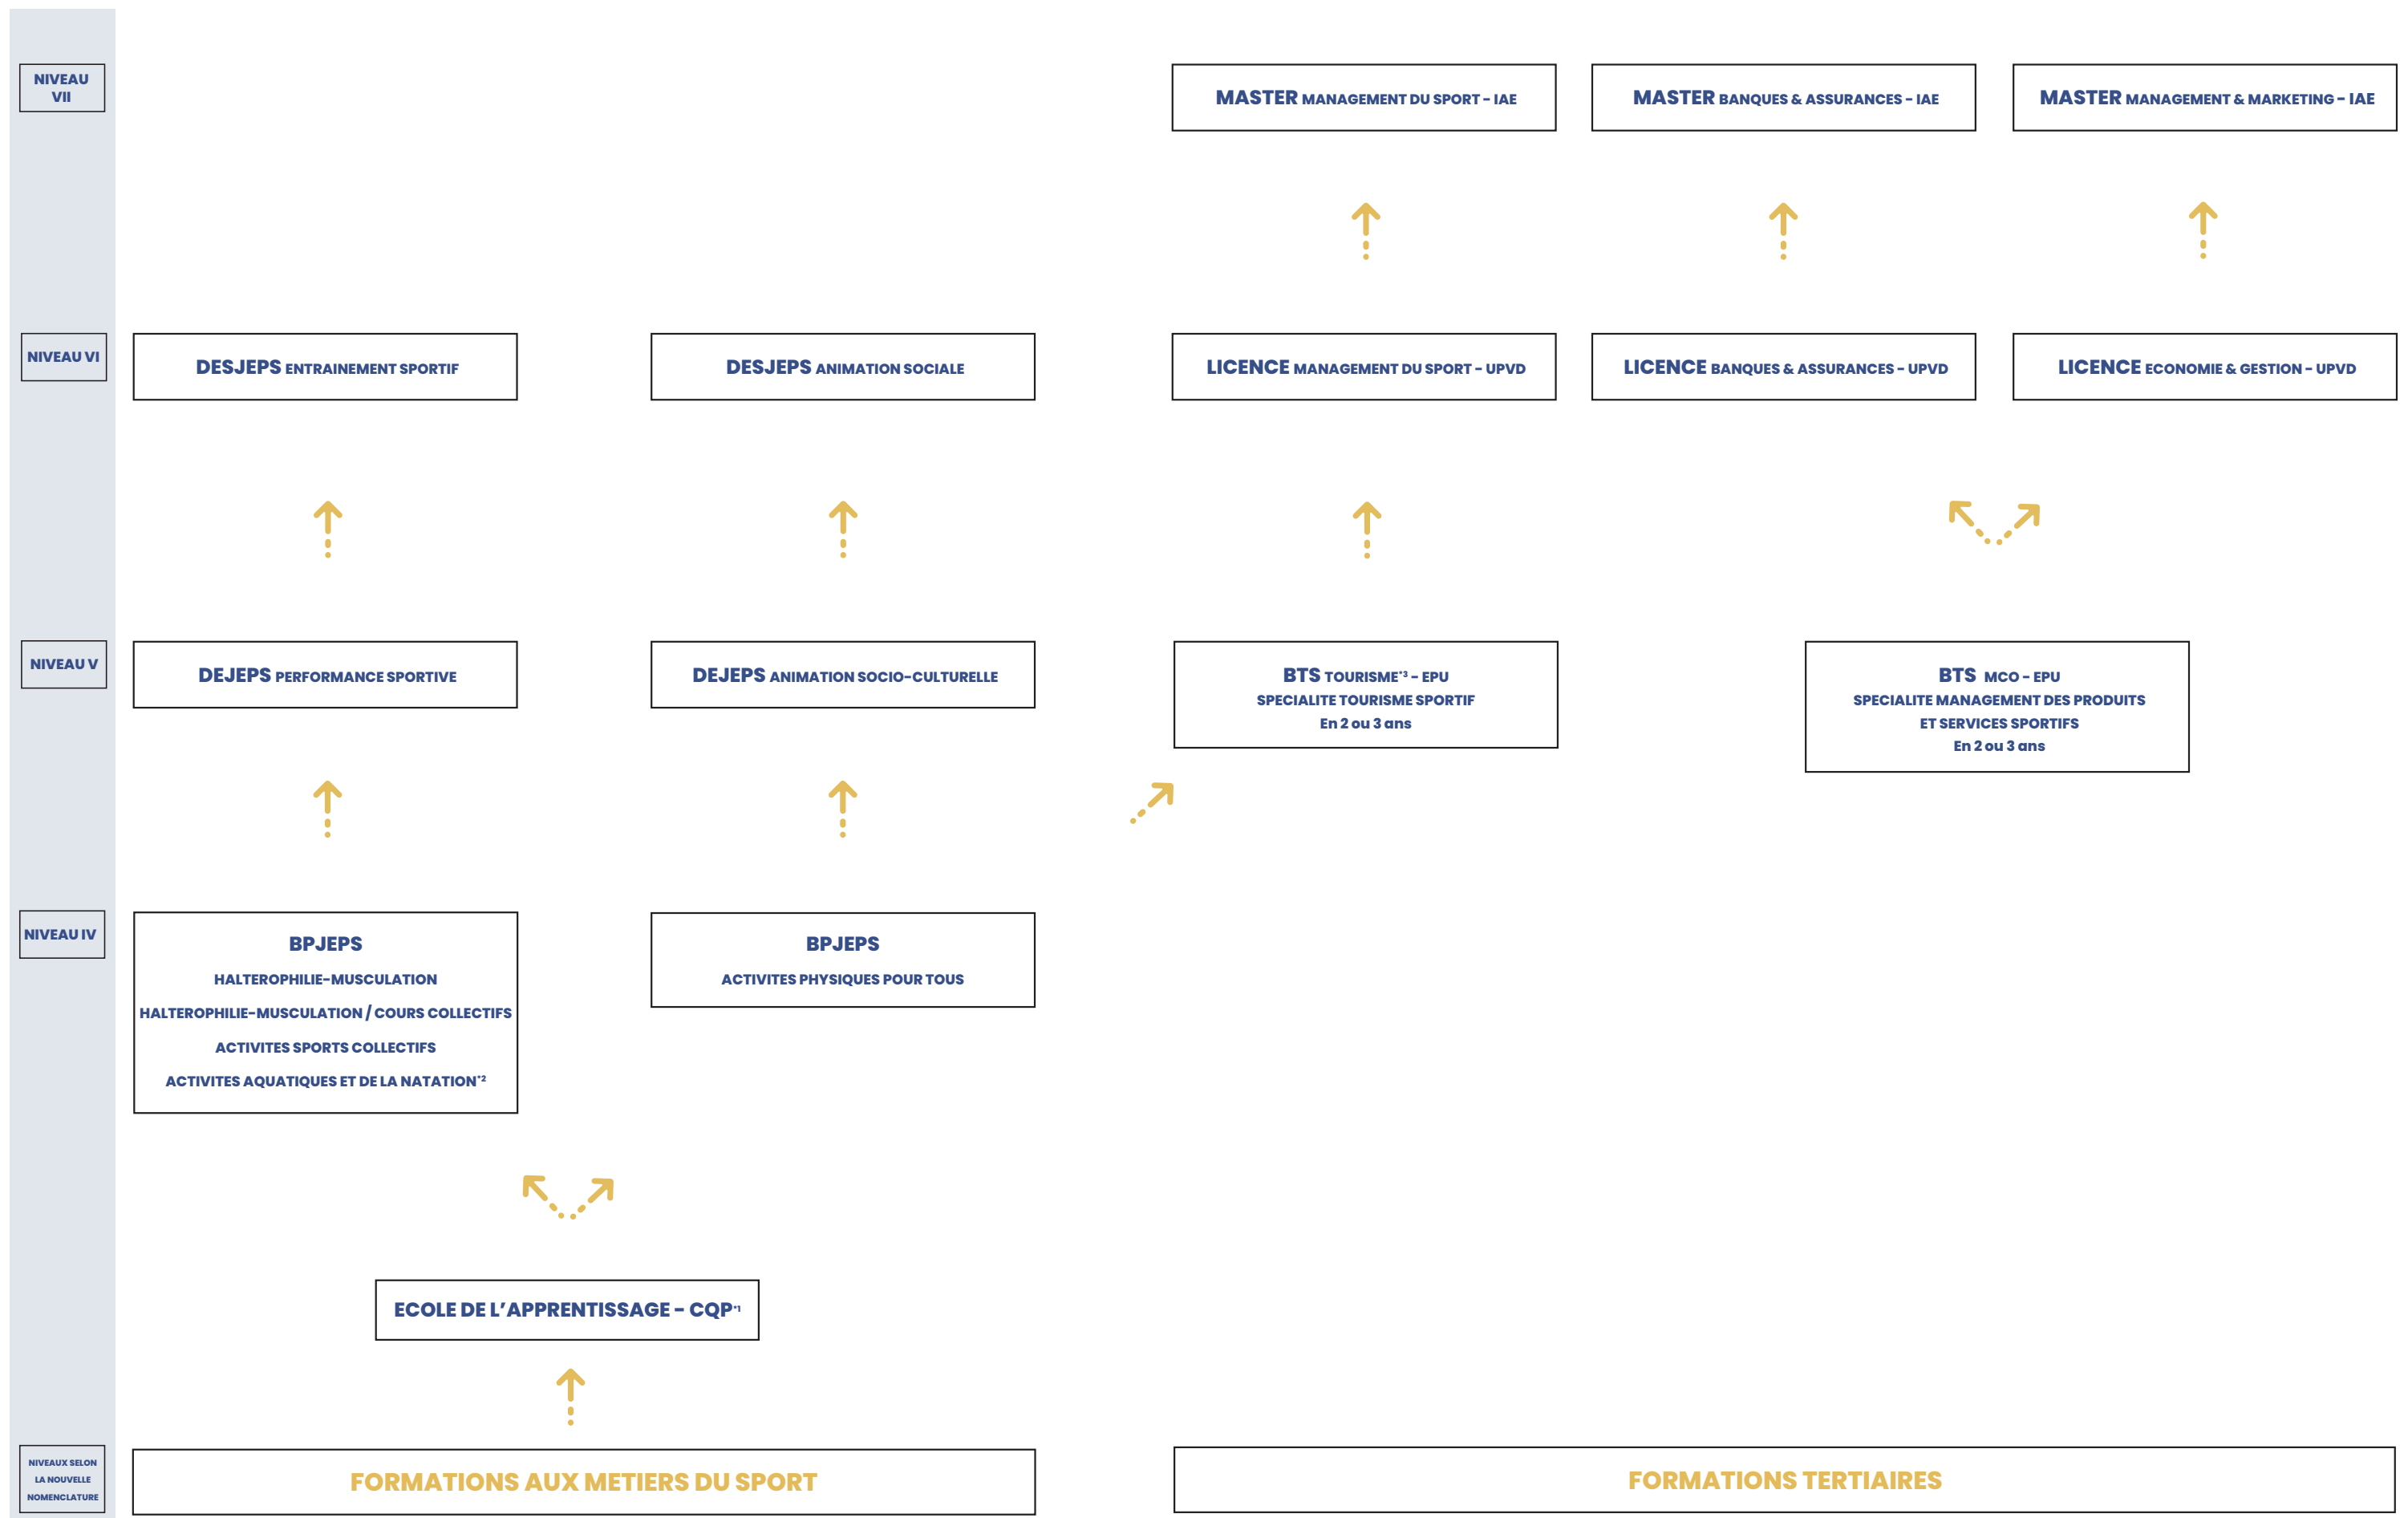 NIVEAU
VII
MASTER MANAGEMENT DU SPORT - IAE
MASTER BANQUES & ASSURANCES - IAE
MASTER MANAGEMENT & MARKETING - IAE
NIVEAU VI
DESJEPS ENTRAINEMENT SPORTIF
DESJEPS ANIMATION SOCIALE
LICENCE MANAGEMENT DU SPORT - UPVD
LICENCE BANQUES & ASSURANCES - UPVD
LICENCE ECONOMIE & GESTION - UPVD
NIVEAU V
DEJEPS PERFORMANCE SPORTIVE
DEJEPS ANIMATION SOCIO-CULTURELLE
BTS TOURISME*3 - EPU
SPECIALITE TOURISME SPORTIF
En 2 ou 3 ans
BTS MCO - EPU
SPECIALITE MANAGEMENT DES PRODUITS
ET SERVICES SPORTIFS
En 2 ou 3 ans
NIVEAU IV
BPJEPS
HALTEROPHILIE-MUSCULATION
HALTEROPHILIE-MUSCULATION / COURS COLLECTIFS
ACTIVITES SPORTS COLLECTIFS
ACTIVITES AQUATIQUES ET DE LA NATATION*2
BPJEPS
ACTIVITES PHYSIQUES POUR TOUS
ECOLE DE L'APPRENTISSAGE - CQP*1
NIVEAUX SELON
LA NOUVELLE
NOMENCLATURE
FORMATIONS AUX METIERS DU SPORT
FORMATIONS TERTIAIRES